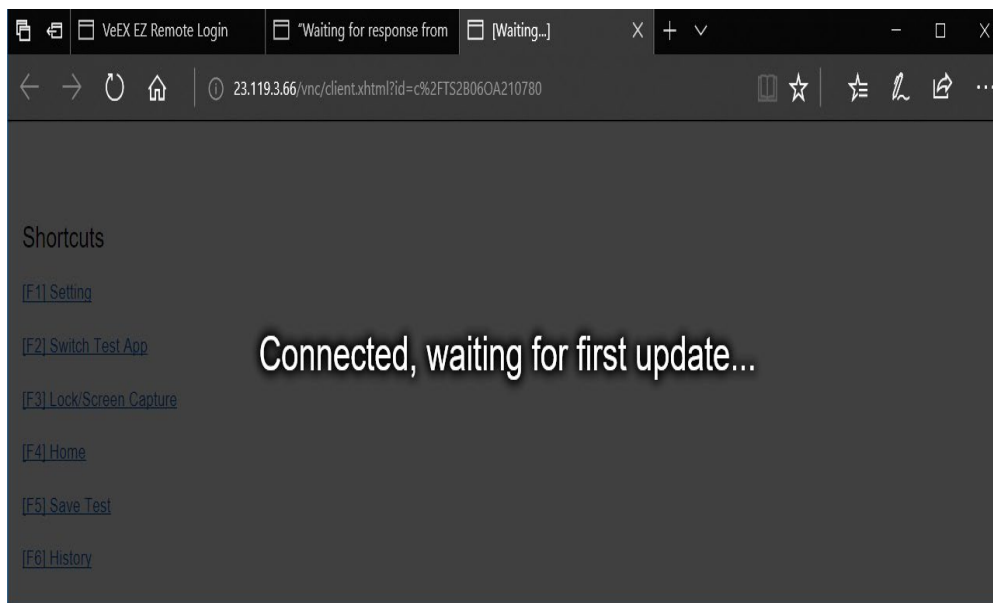 VeEX EZ Remote Login
"Waiting for response from
[Waiting...]
23.119.3.66/vnc/client.xhtml?id=c%2FTS2B06OA210780
Shortcuts
[F1] Setting
[F2] Switch Test App
Connected, waiting for first update...
[F3] Lock/Screen Capture
[F4] Home
[F5] Save Test
[F6] History